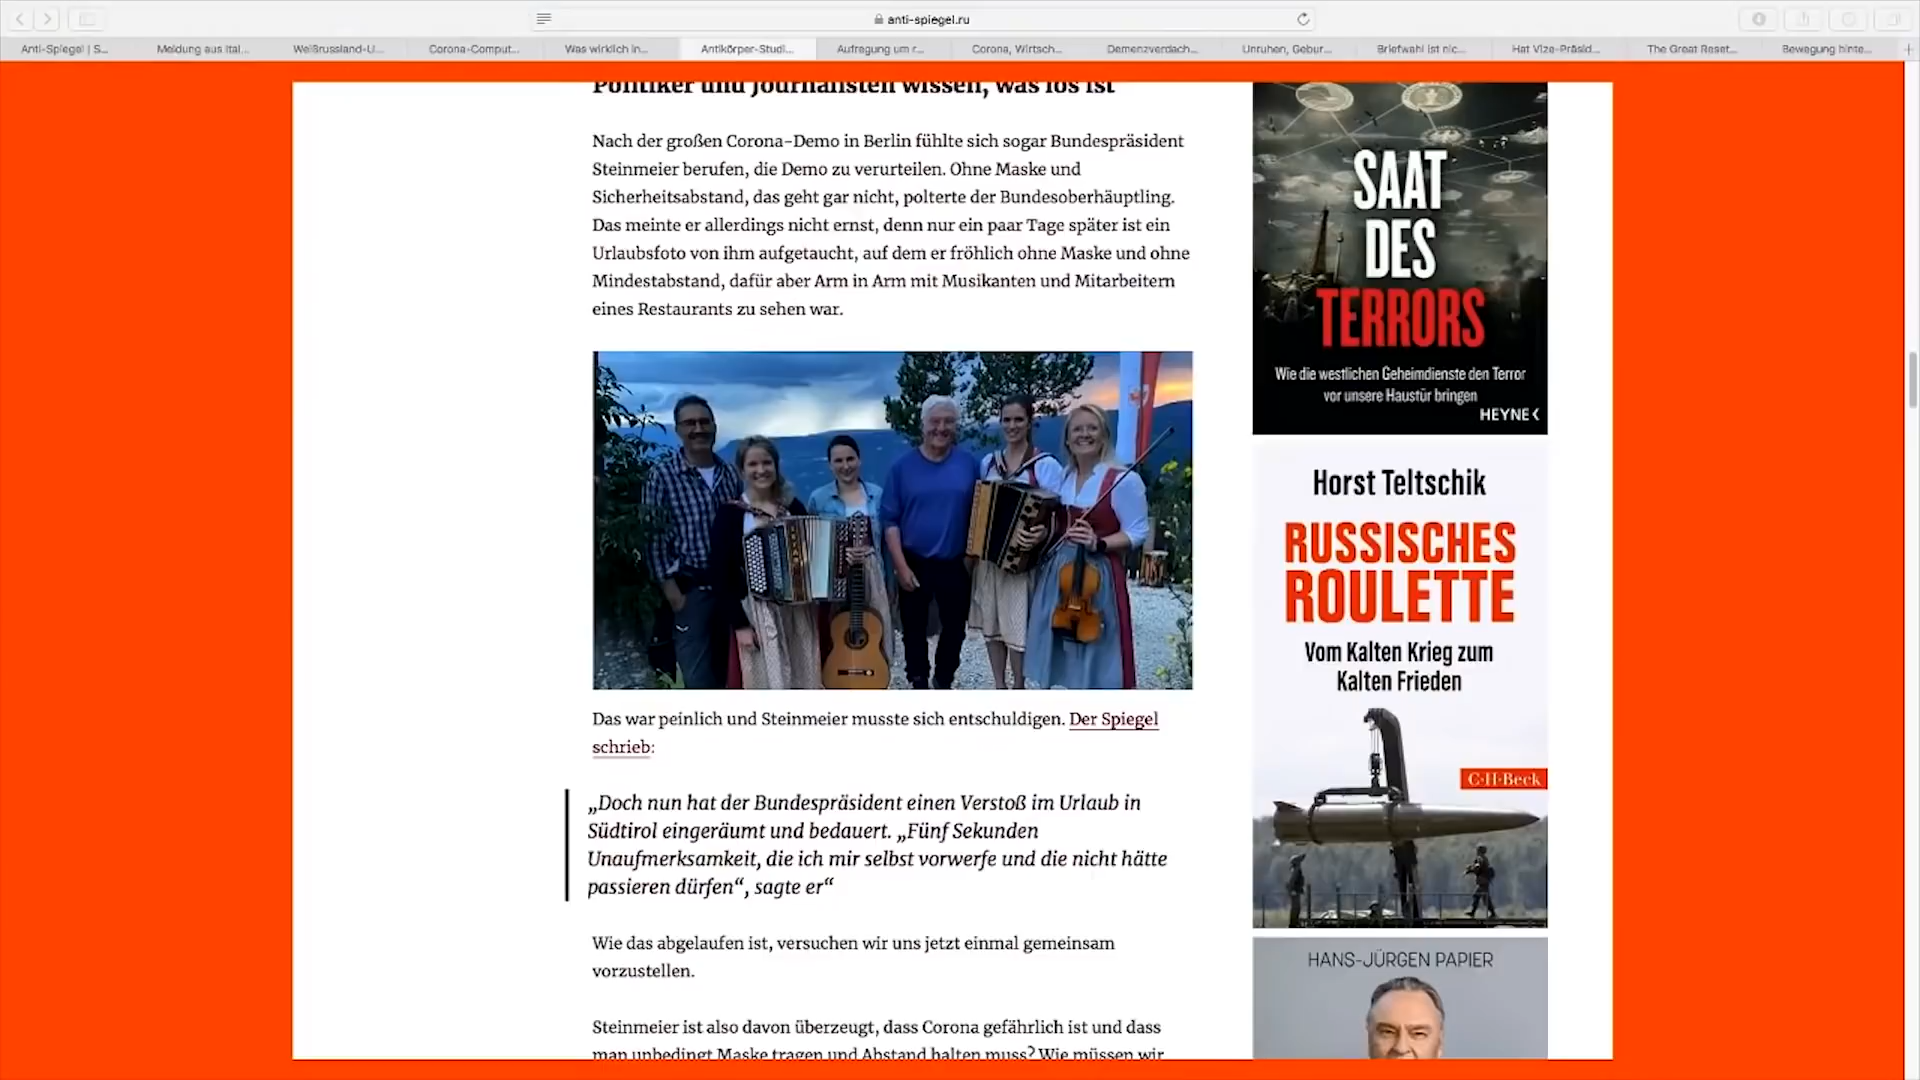 anti-spiegel.ru
Anti-Spiegel | S...
Meldung aus Ital...
Weißrussland-U...
Corona-Comput...
Was wirklich in...
Antikörper-Studi...
Aufregung um r...
Corona, Wirtsch...
Demenzverdach...
Unruhen, Gebur...
Briefwahl ist nic...
Hat Vize-Präsid...
The Great Reset...
Bewegung hinte...
Politiker und Journalisten wissen, was los ist
Nach der großen Corona-Demo in Berlin fühlte sich sogar Bundespräsident
Steinmeier berufen, die Demo zu verurteilen. Ohne Maske und
Sicherheitsabstand, das geht gar nicht, polterte der Bundesoberhäuptling.
Das meinte er allerdings nicht ernst, denn nur ein paar Tage später ist ein
Urlaubsfoto von ihm aufgetaucht, auf dem er fröhlich ohne Maske und ohne
Mindestabstand, dafür aber Arm in Arm mit Musikanten und Mitarbeitern
eines Restaurants zu sehen war.
Das war peinlich und Steinmeier musste sich entschuldigen. Der Spiegel
schrieb:
„Doch nun hat der Bundespräsident einen Verstoß im Urlaub in
Südtirol eingeräumt und bedauert. „Fünf Sekunden
Unaufmerksamkeit, die ich mir selbst vorwerfe und die nicht hätte
passieren dürfen“, sagte er“
Wie das abgelaufen ist, versuchen wir uns jetzt einmal gemeinsam
vorzustellen.
Steinmeier ist also davon überzeugt, dass Corona gefährlich ist und dass
man unbedingt Maske tragen und Abstand halten muss? Wie müssen wir
SAAT
DES
TERRORS
Wie die westlichen Geheimdienste den Terror
vor unsere Haustür bringen
HEYNE<
Horst Teltschik
RUSSISCHES
ROULETTE
Vom Kalten Krieg zum
Kalten Frieden
C·H·Beck
HANS-JÜRGEN PAPIER